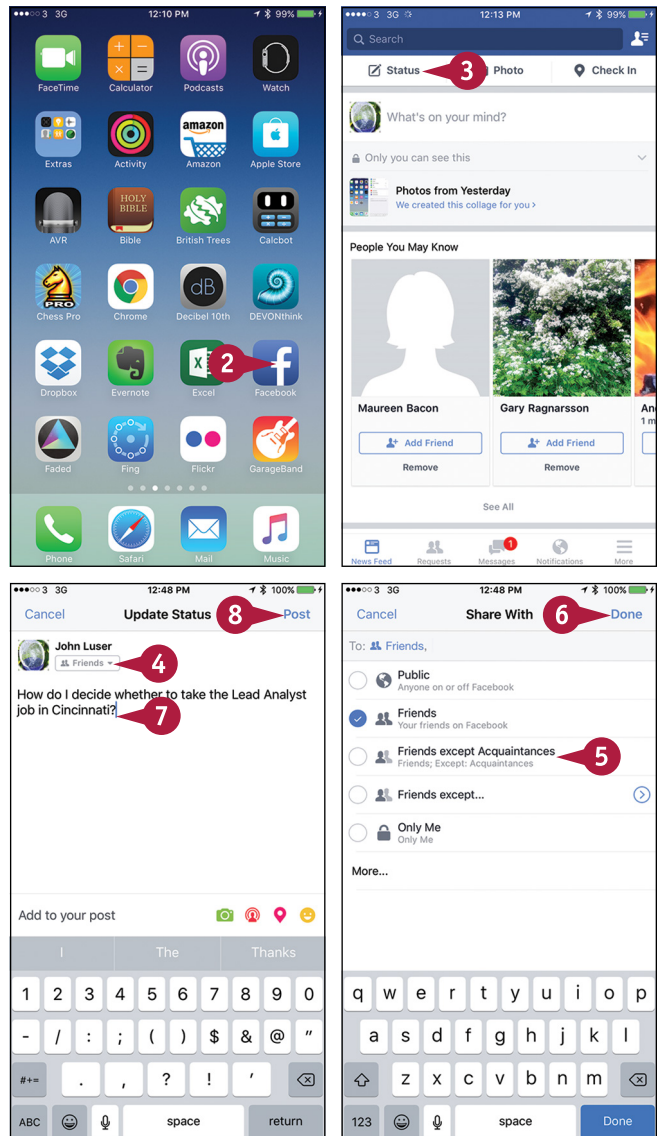 3 3G 12:10 PM 99%
FaceTime Calculator Podcasts Watch
amazon
Extras Activity Amazon Apple Store
HOLY
BIBLE
AVR Bible British Trees Calcbot
PRO dB
Chess Pro Chrome Decibel 10th DEVONthink
X 2 f
Dropbox Evernote Excel Facebook
Faded Fing Flickr GarageBand
Phone Safari Mail Music
3 3G 12:13 PM 99%
Search
Status 3 Photo Check In
What's on your mind?
Only you can see this
Photos from Yesterday
We created this collage for you >
People You May Know
Maureen Bacon Gary Ragnarsson An
1 m
Add Friend Add Friend
Remove Remove
See All
1
News Feed Requests Messages Notifications More
3 3G 12:48 PM 100%
Cancel Update Status 8 Post
John Luser
Friends 4
How do I decide whether to take the Lead Analyst
job in Cincinnati? 7
Add to your post
I The Thanks
1 2 3 4 5 6 7 8 9 0
- / : ; ( ) $ & @ "
#+= . , ? ! ' 
ABC space return
3 3G 12:48 PM 100%
Cancel Share With 6 Done
To: Friends,
Public
Anyone on or off Facebook
Friends
Your friends on Facebook
Friends except Acquaintances 5
Friends; Except: Acquaintances
Friends except...
Only Me
Only Me
More...
q w e r t y u i o p
a s d f g h j k l
z x c v b n m
123 space Done